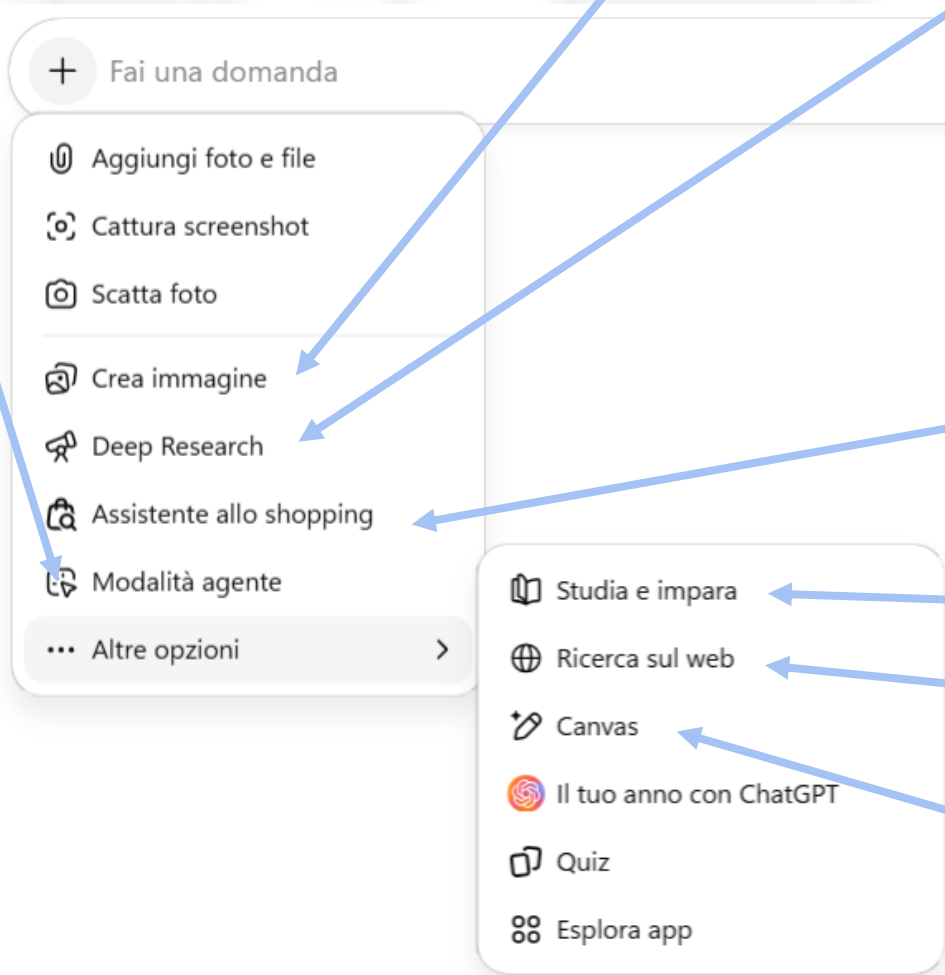 Fai una domanda
Aggiungi foto e file
Cattura screenshot
Scatta foto
Crea immagine
Deep Research
Assistente allo shopping
Modalità agente
Altre opzioni
Studia e impara
Ricerca sul web
Canvas
Il tuo anno con ChatGPT
Quiz
Esplora app